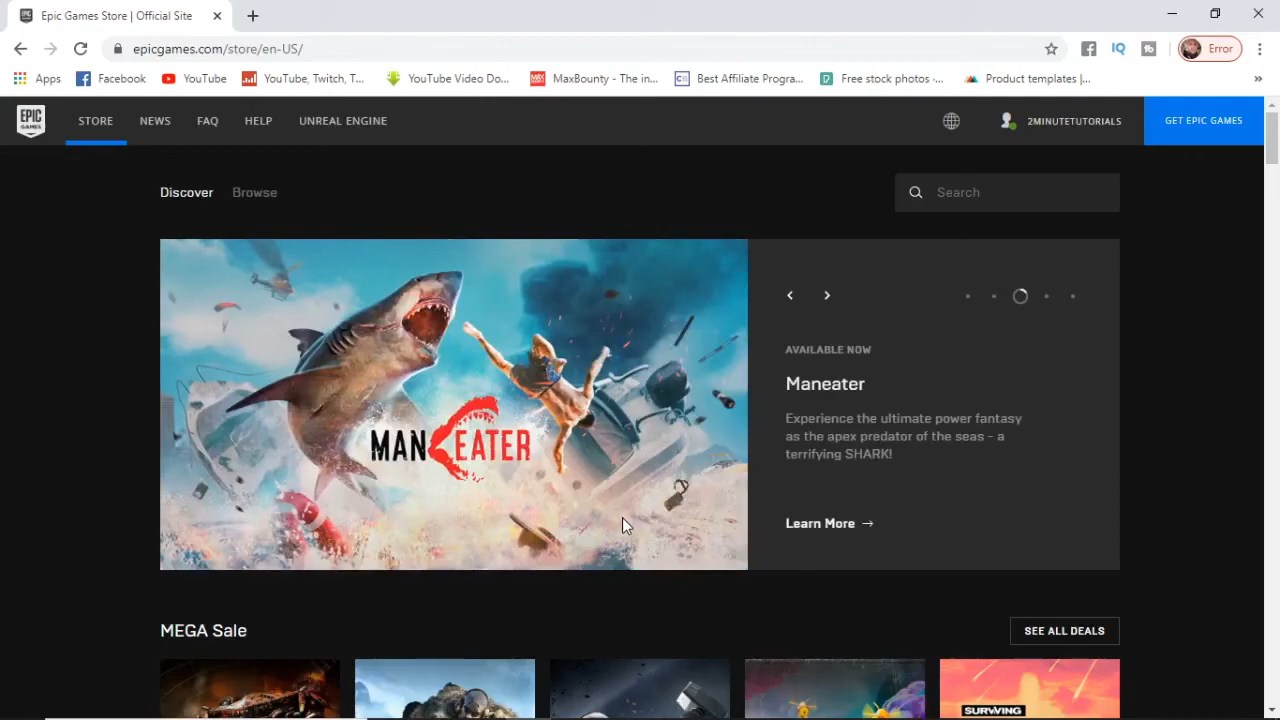 Epic Games Store | Official Site
epicgames.com/store/en-US/
Error
Apps
Facebook
YouTube
YouTube, Twitch, T...
YouTube Video Do...
MaxBounty - The in...
Best Affiliate Progra...
Free stock photos -...
Product templates |...
EPIC
GAMES
STORE
NEWS
FAQ
HELP
UNREAL ENGINE
2MINUTETUTORIALS
GET EPIC GAMES
Discover
Browse
Search
MANEATER
AVAILABLE NOW
Maneater
Experience the ultimate power fantasy
as the apex predator of the seas - a
terrifying SHARK!
Learn More →
MEGA Sale
SEE ALL DEALS
SURVIVING